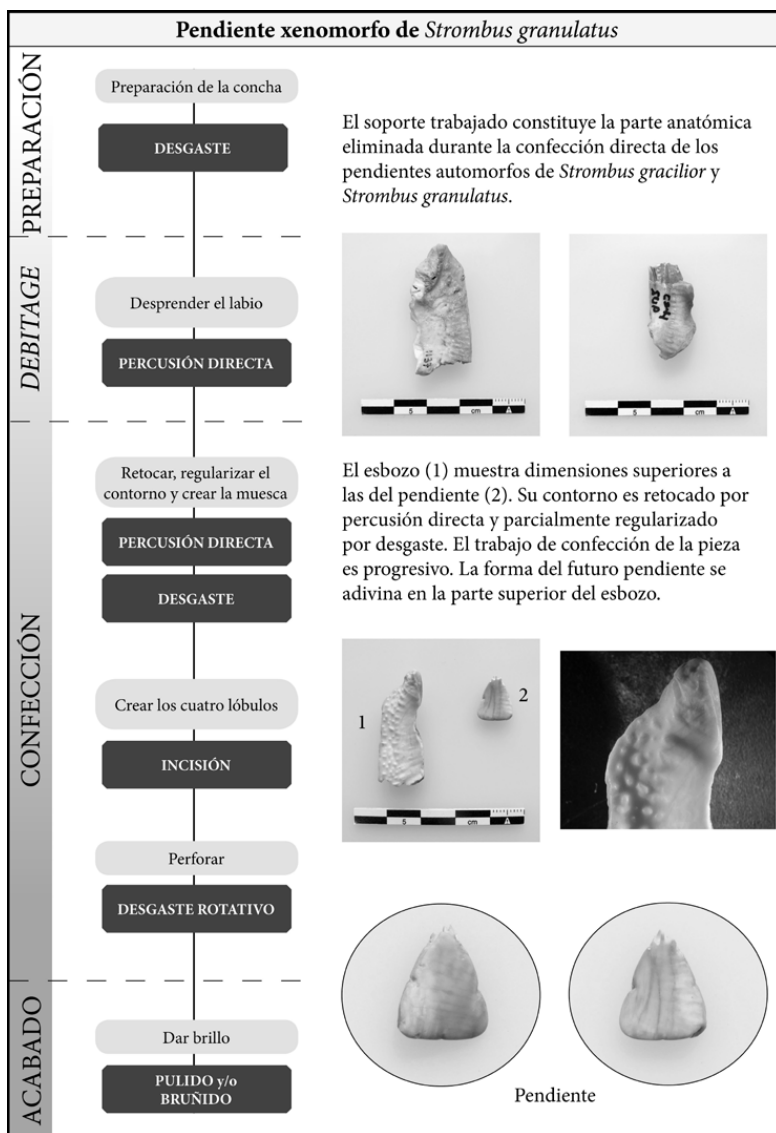 Pendiente xenomorfo de Strombus granulatus
PREPARACIÓN
Preparación de la concha
DESGASTE
El soporte trabajado constituye la parte anatómica
eliminada durante la confección directa de los
pendientes automorfos de Strombus gracilior y
Strombus granulatus.
DEBITAGE
Desprender el labio
PERCUSIÓN DIRECTA
5
cm
A
5
cm
A
CONFECCIÓN
Retocar, regularizar el
contorno y crear la muesca
PERCUSIÓN DIRECTA
DESGASTE
El esbozo (1) muestra dimensiones superiores a
las del pendiente (2). Su contorno es retocado por
percusión directa y parcialmente regularizado
por desgaste. El trabajo de confección de la pieza
es progresivo. La forma del futuro pendiente se
adivina en la parte superior del esbozo.
Crear los cuatro lóbulos
INCISIÓN
1
2
5
cm
A
Perforar
DESGASTE ROTATIVO
ACABADO
Dar brillo
PULIDO y/o
BRUÑIDO
Pendiente